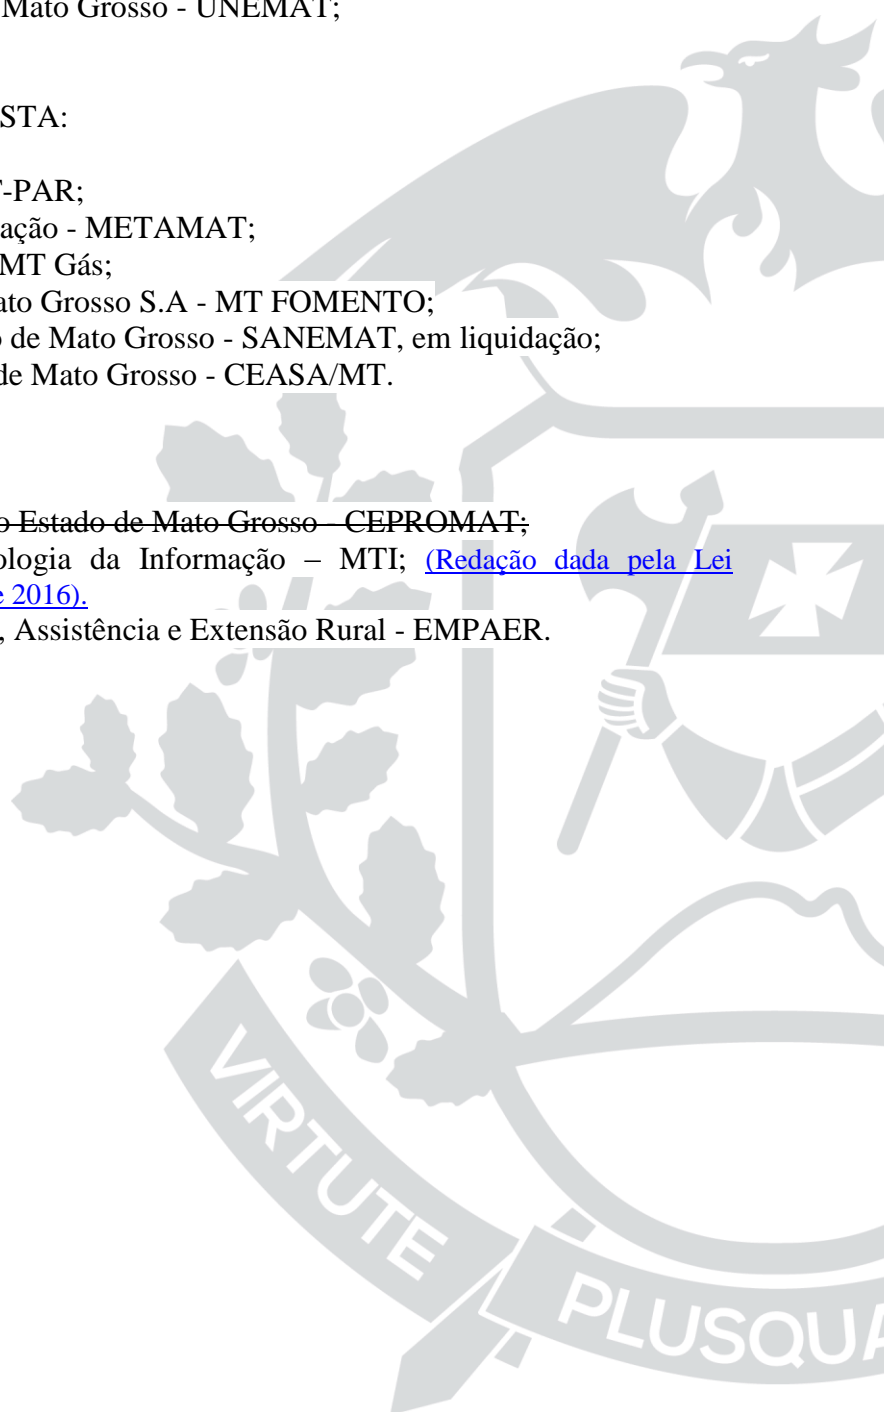 Mato Grosso - UNEMAT;
STA:
-PAR;
ação - METAMAT;
MT Gás;
ato Grosso S.A - MT FOMENTO;
o de Mato Grosso - SANEMAT, em liquidação;
de Mato Grosso - CEASA/MT.
o Estado de Mato Grosso - CEPROMAT;
ologia da Informação – MTI; (Redação dada pela Lei
e 2016).
, Assistência e Extensão Rural - EMPAER.
VIRTUTE
PLUSQUA